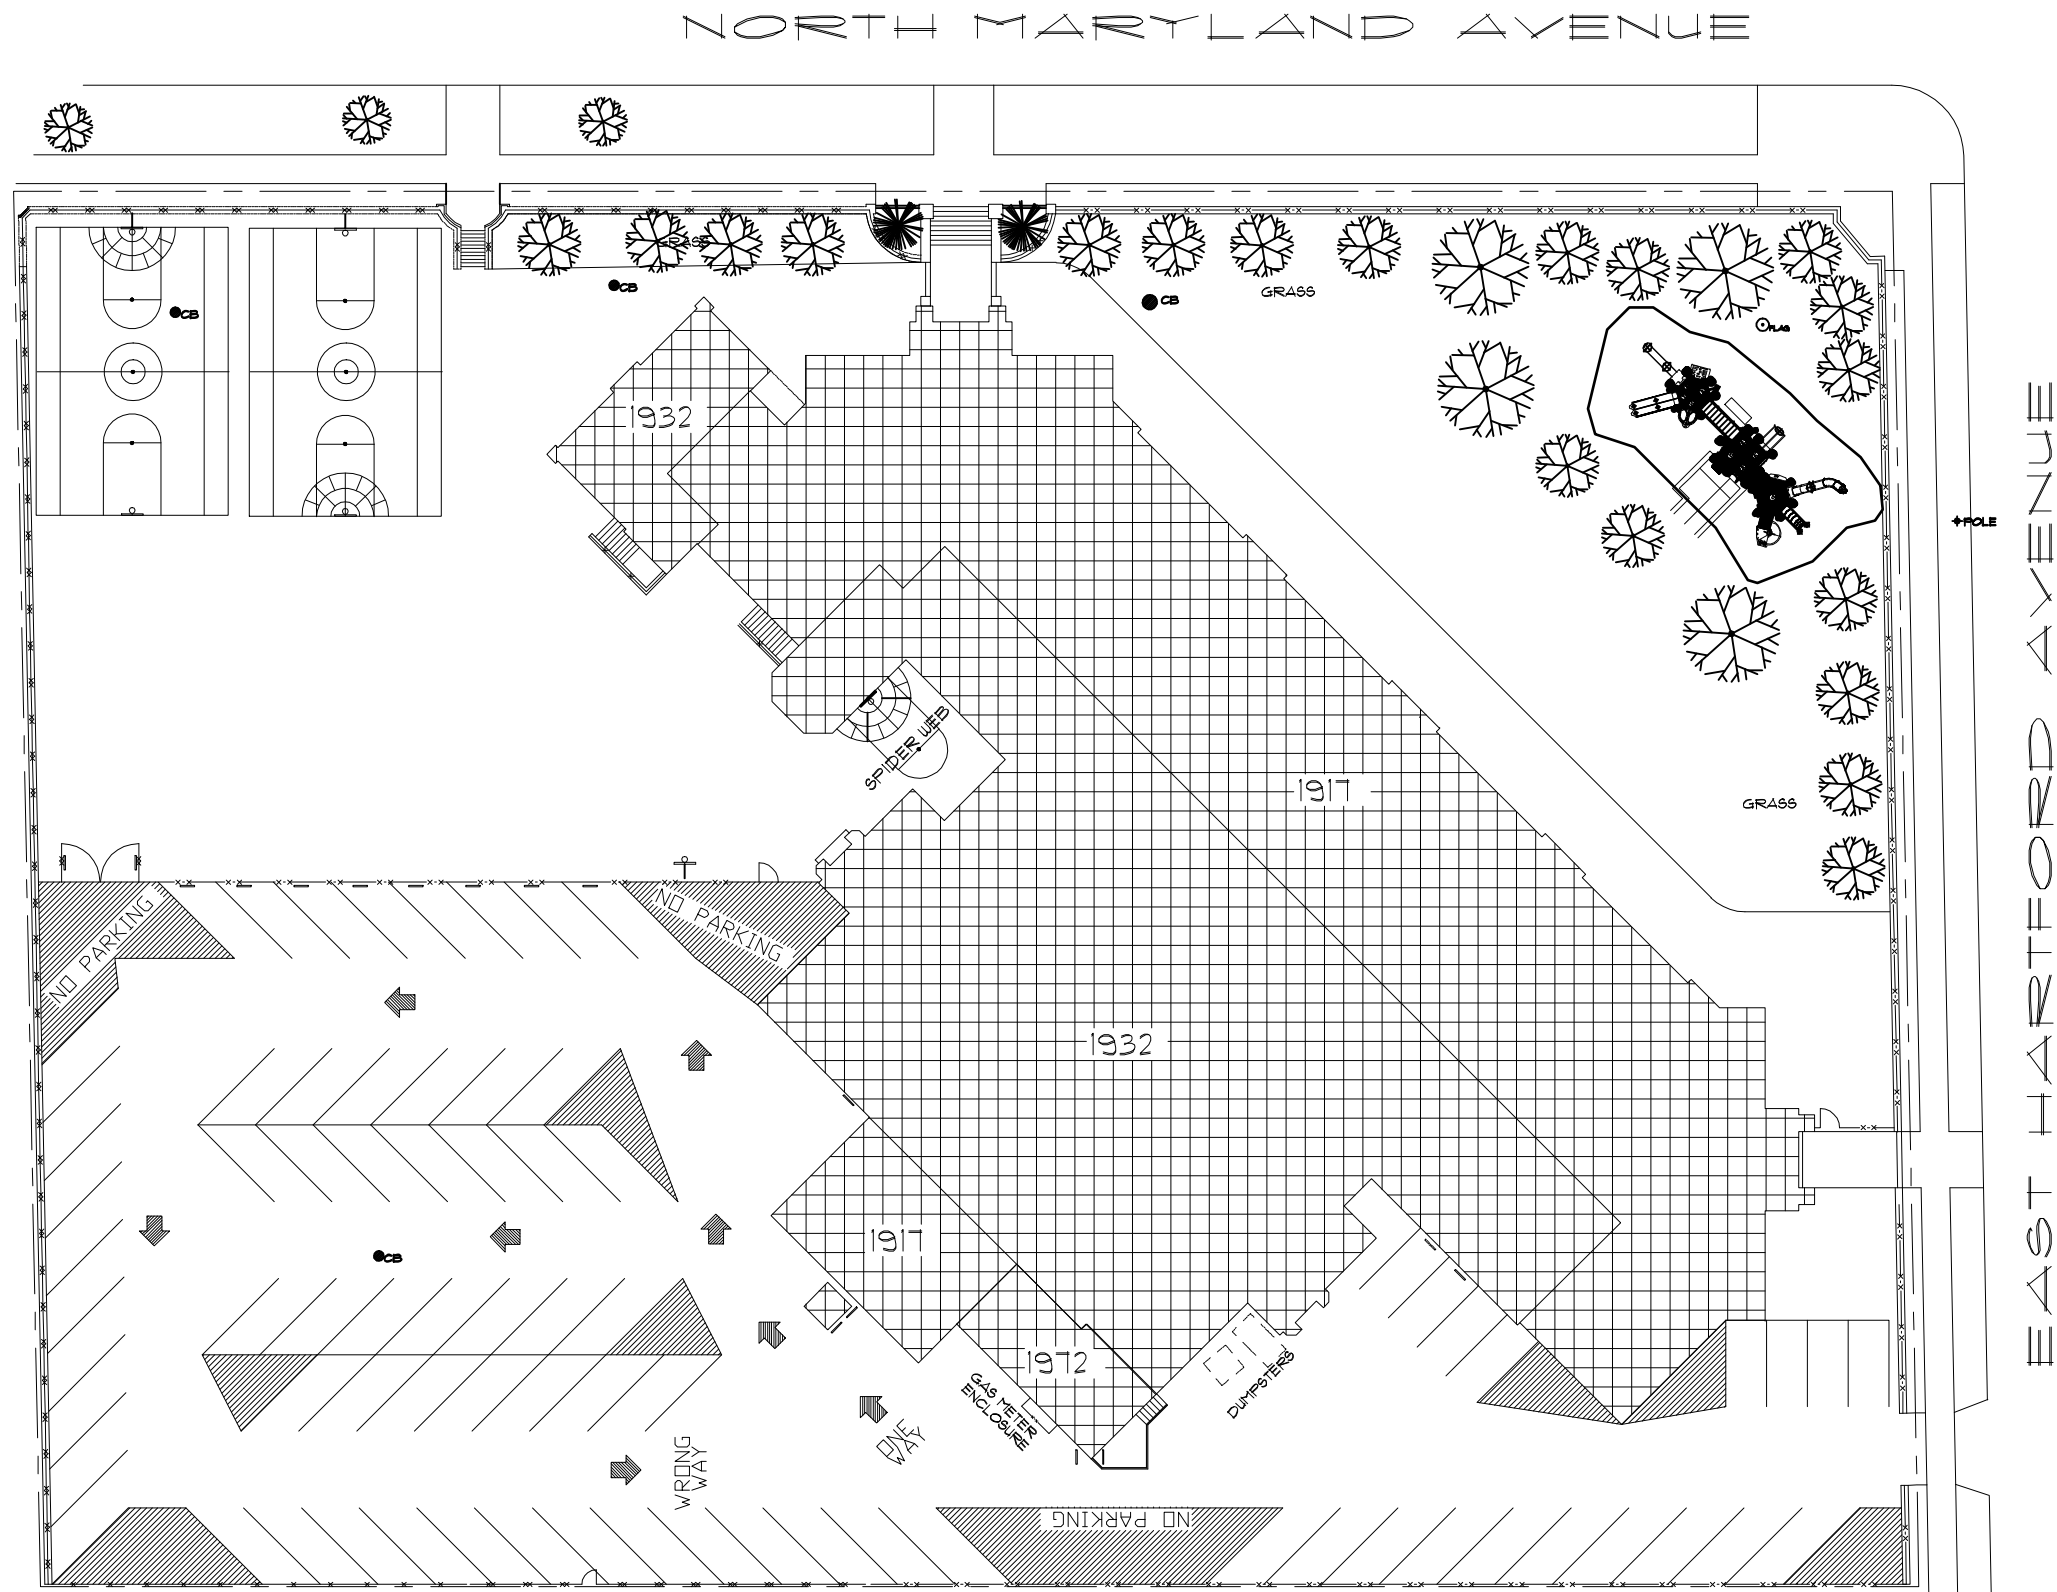 NORTH MARYLAND AVENUE
GRASS
CB
CB
CB
GRASS
FLAG
1932
EAST HARTFORD AVENUE
POLE
SPIDER WEB
1917
GRASS
NO PARKING
NO PARKING
1932
1917
CB
1972
GAS METER
ENCLOSURE
DUMPSTERS
ONE
WAY
WRONG
WAY
NO PARKING